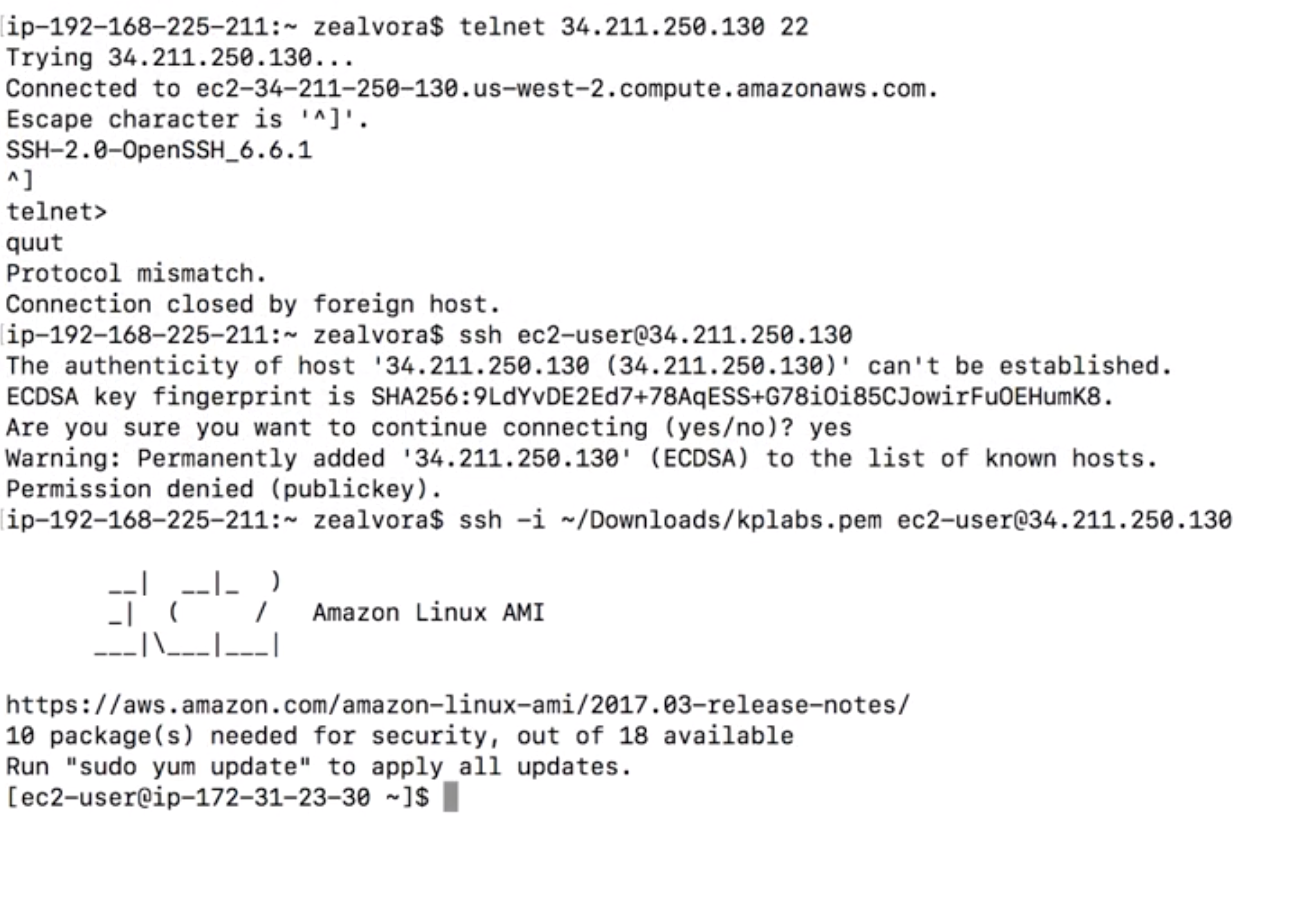 [ip-192-168-225-211:~ zealvora$ telnet 34.211.250.130 22
Trying 34.211.250.130...
Connected to ec2-34-211-250-130.us-west-2.compute.amazonaws.com.
Escape character is '^]'.
SSH-2.0-OpenSSH_6.6.1
^]
telnet>
quut
Protocol mismatch.
Connection closed by foreign host.
[ip-192-168-225-211:~ zealvora$ ssh ec2-user@34.211.250.130
The authenticity of host '34.211.250.130 (34.211.250.130)' can't be established.
ECDSA key fingerprint is SHA256:9LdYvDE2Ed7+78AqESS+G78iOi85CJowirFuOEHumK8.
Are you sure you want to continue connecting (yes/no)? yes
Warning: Permanently added '34.211.250.130' (ECDSA) to the list of known hosts.
Permission denied (publickey).
[ip-192-168-225-211:~ zealvora$ ssh -i ~/Downloads/kplabs.pem ec2-user@34.211.250.130
       __|  __|_  )
       _|  (     /   Amazon Linux AMI
      ___|\___|___|
https://aws.amazon.com/amazon-linux-ami/2017.03-release-notes/
10 package(s) needed for security, out of 18 available
Run "sudo yum update" to apply all updates.
[ec2-user@ip-172-31-23-30 ~]$